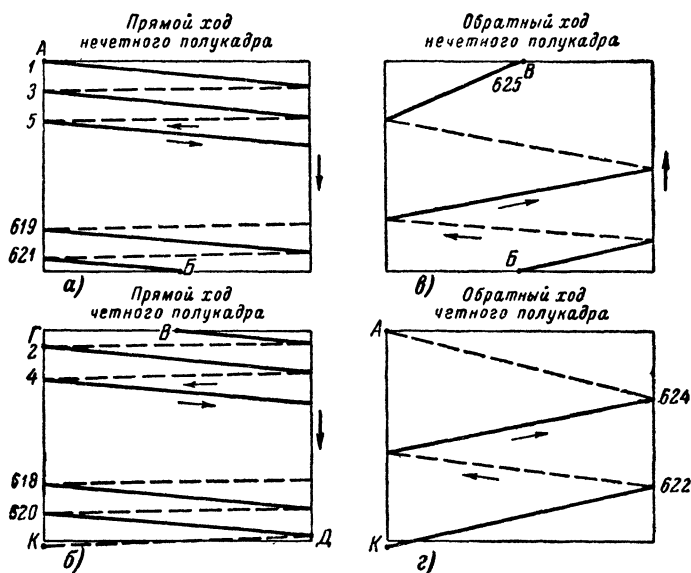 Прямой ход
нечетного полукадра
А
1
3
5
619
621
Б
а)
Обратный ход
нечетного полукадра
В
625
Б
в)
Прямой ход
четного полукадра
Г
В
2
4
618
620
К
Д
б)
Обратный ход
четного полукадра
А
624
622
К
г)